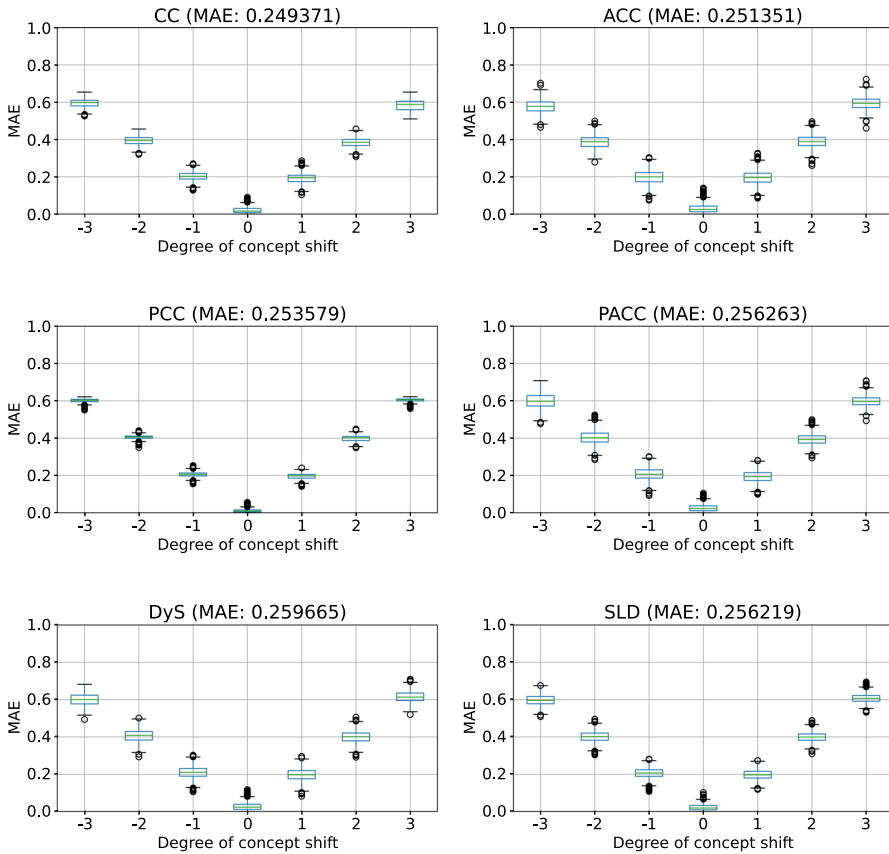 CC (MAE: 0.249371)
1.0
0.8
0.6
0.4
0.2
0.0
MAE
-3 -2 -1 0 1 2 3
Degree of concept shift
ACC (MAE: 0.251351)
1.0
0.8
0.6
0.4
0.2
0.0
MAE
-3 -2 -1 0 1 2 3
Degree of concept shift
PCC (MAE: 0.253579)
1.0
0.8
0.6
0.4
0.2
0.0
MAE
-3 -2 -1 0 1 2 3
Degree of concept shift
PACC (MAE: 0.256263)
1.0
0.8
0.6
0.4
0.2
0.0
MAE
-3 -2 -1 0 1 2 3
Degree of concept shift
DyS (MAE: 0.259665)
1.0
0.8
0.6
0.4
0.2
0.0
MAE
-3 -2 -1 0 1 2 3
Degree of concept shift
SLD (MAE: 0.256219)
1.0
0.8
0.6
0.4
0.2
0.0
MAE
-3 -2 -1 0 1 2 3
Degree of concept shift